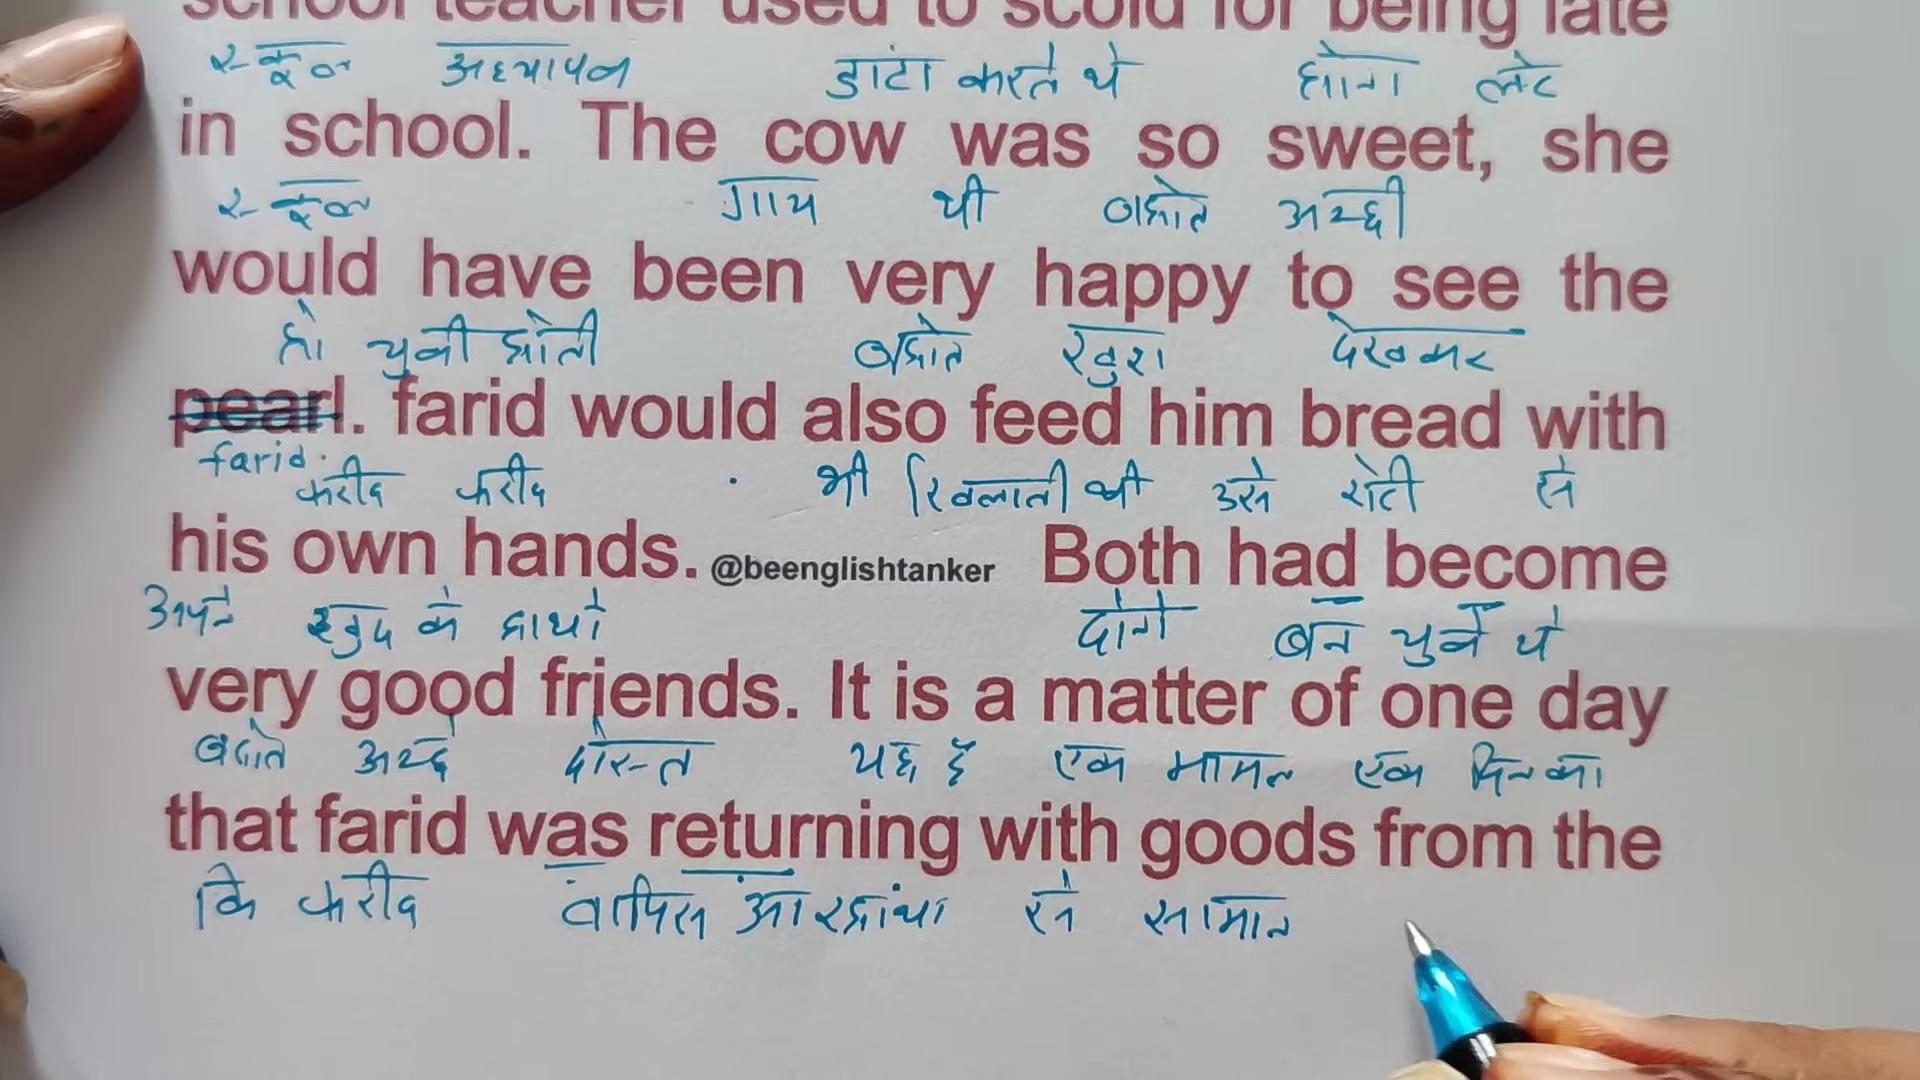 school teacher used to scold for being late
स्कूल अध्यापक डांटा करते थे होना लेट
in school. The cow was so sweet, she
स्कूल गाय थी बहोत अच्छी
would have been very happy to see the
हो चुकी होती बहोत खुश देखकर
pearl. farid would also feed him bread with
farid.
फरीद फरीद भी खिलाती थी उसे रोटी से
his own hands. @beenglishtanker Both had become
अपने खुद के हाथों दोनो बन चुके थे
very good friends. It is a matter of one day
बहोत अच्छे दोस्त यह है एक मामला एक दिन का
that farid was returning with goods from the
कि फरीद वापिस आ रहा था से सामान